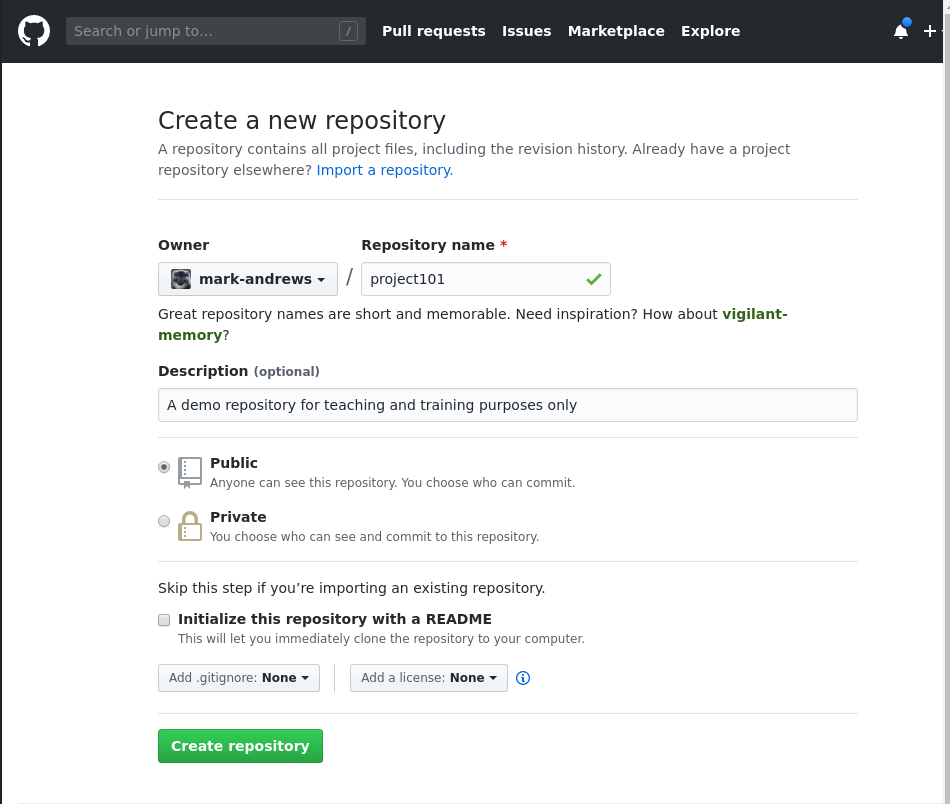 Search or jump to… /
Pull requests Issues Marketplace Explore
Create a new repository
A repository contains all project files, including the revision history. Already have a project
repository elsewhere? Import a repository.
Owner Repository name *
mark-andrews / project101
Great repository names are short and memorable. Need inspiration? How about vigilant-
memory?
Description (optional)
A demo repository for teaching and training purposes only
Public
Anyone can see this repository. You choose who can commit.
Private
You choose who can see and commit to this repository.
Skip this step if you’re importing an existing repository.
Initialize this repository with a README
This will let you immediately clone the repository to your computer.
Add .gitignore: None Add a license: None
Create repository